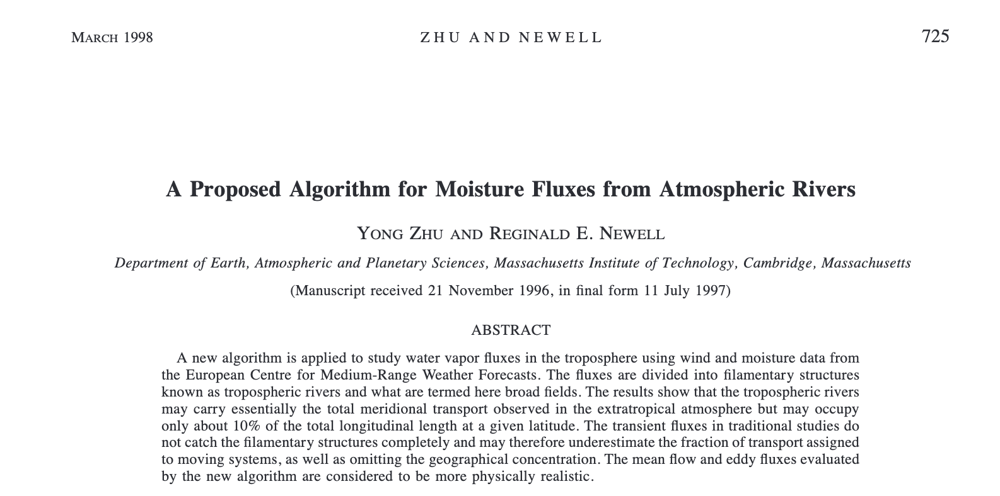 MARCH 1998
ZHU AND NEWELL
725
A Proposed Algorithm for Moisture Fluxes from Atmospheric Rivers
YONG ZHU AND REGINALD E. NEWELL
Department of Earth, Atmospheric and Planetary Sciences, Massachusetts Institute of Technology, Cambridge, Massachusetts
(Manuscript received 21 November 1996, in final form 11 July 1997)
ABSTRACT
A new algorithm is applied to study water vapor fluxes in the troposphere using wind and moisture data from
the European Centre for Medium-Range Weather Forecasts. The fluxes are divided into filamentary structures
known as tropospheric rivers and what are termed here broad fields. The results show that the tropospheric rivers
may carry essentially the total meridional transport observed in the extratropical atmosphere but may occupy
only about 10% of the total longitudinal length at a given latitude. The transient fluxes in traditional studies do
not catch the filamentary structures completely and may therefore underestimate the fraction of transport assigned
to moving systems, as well as omitting the geographical concentration. The mean flow and eddy fluxes evaluated
by the new algorithm are considered to be more physically realistic.